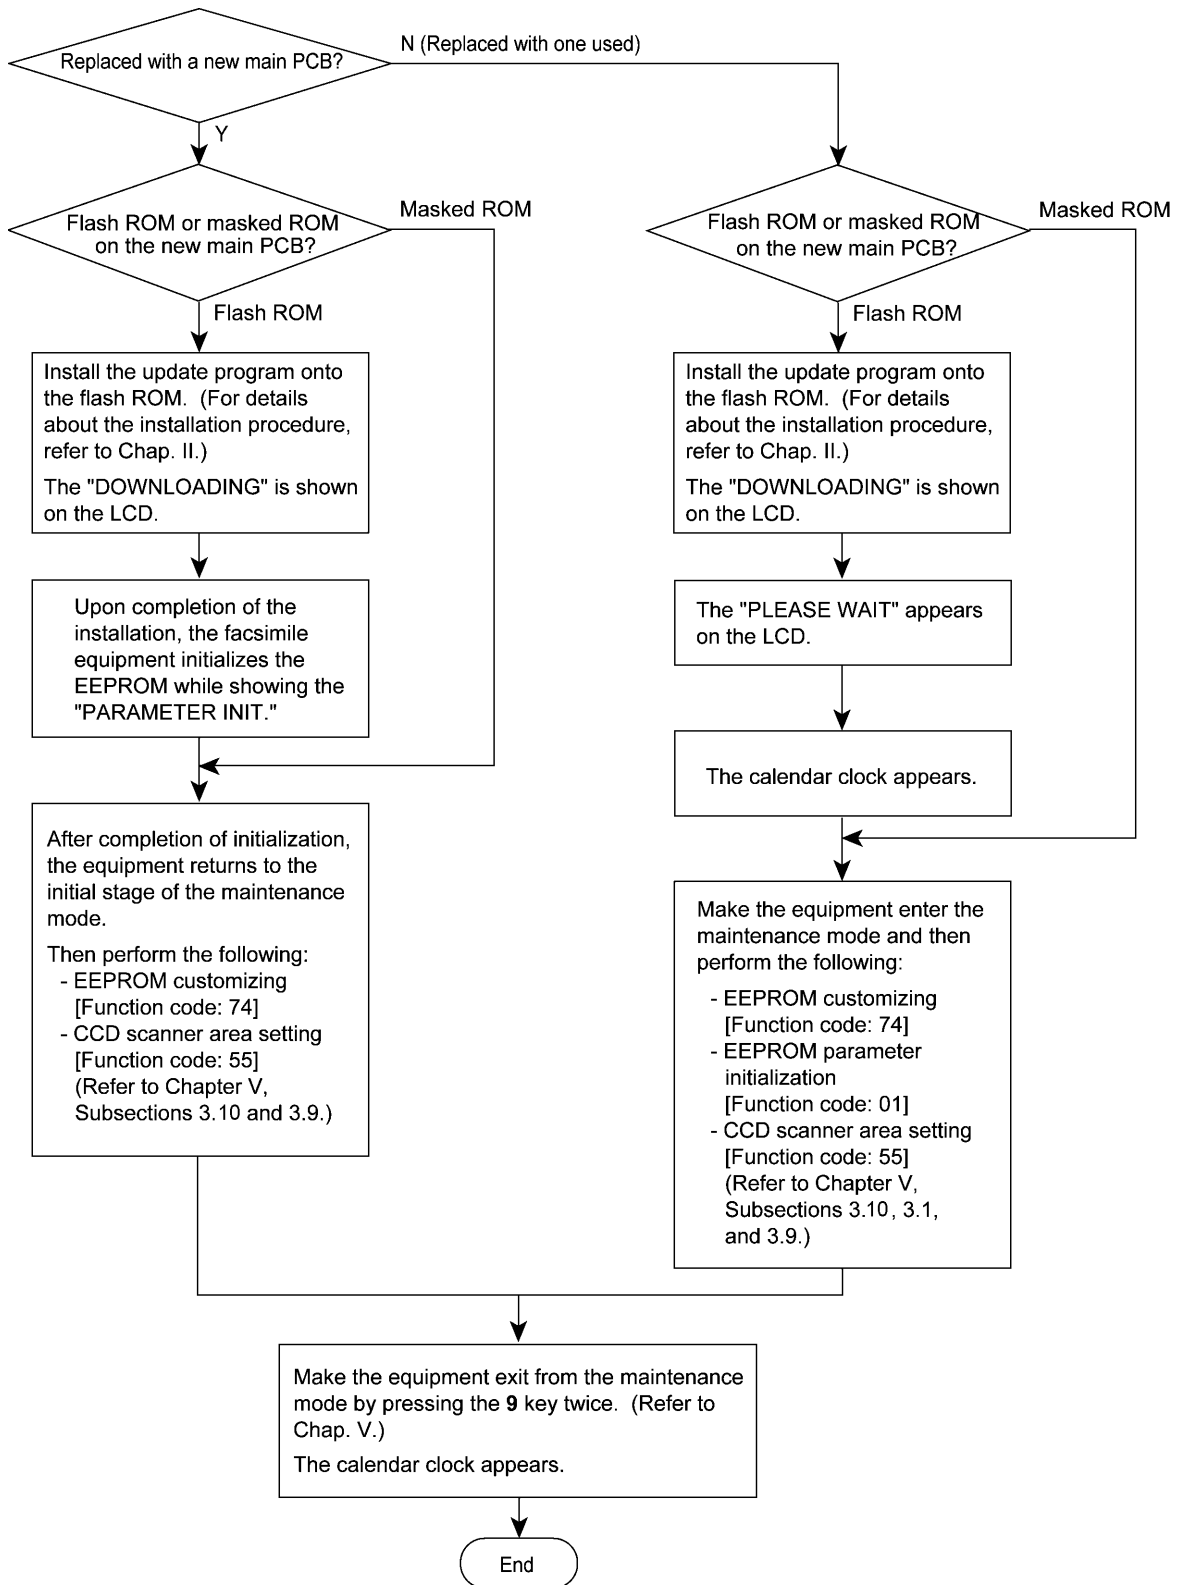 Replaced with a new main PCB?
N (Replaced with one used)
Y
Flash ROM or masked ROM
on the new main PCB?
Masked ROM
Flash ROM
Install the update program onto
the flash ROM.  (For details
about the installation procedure,
refer to Chap. II.)
The "DOWNLOADING" is shown
on the LCD.
Upon completion of the
installation, the facsimile
equipment initializes the
EEPROM while showing the
"PARAMETER INIT."
After completion of initialization,
the equipment returns to the
initial stage of the maintenance
mode.
Then perform the following:
- EEPROM customizing
[Function code: 74]
- CCD scanner area setting
[Function code: 55]
(Refer to Chapter V,
Subsections 3.10 and 3.9.)
Flash ROM or masked ROM
on the new main PCB?
Masked ROM
Flash ROM
Install the update program onto
the flash ROM.  (For details
about the installation procedure,
refer to Chap. II.)
The "DOWNLOADING" is shown
on the LCD.
The "PLEASE WAIT" appears
on the LCD.
The calendar clock appears.
Make the equipment enter the
maintenance mode and then
perform the following:
- EEPROM customizing
[Function code: 74]
- EEPROM parameter
initialization
[Function code: 01]
- CCD scanner area setting
[Function code: 55]
(Refer to Chapter V,
Subsections 3.10, 3.1,
and 3.9.)
Make the equipment exit from the maintenance
mode by pressing the 9 key twice.  (Refer to
Chap. V.)
The calendar clock appears.
End